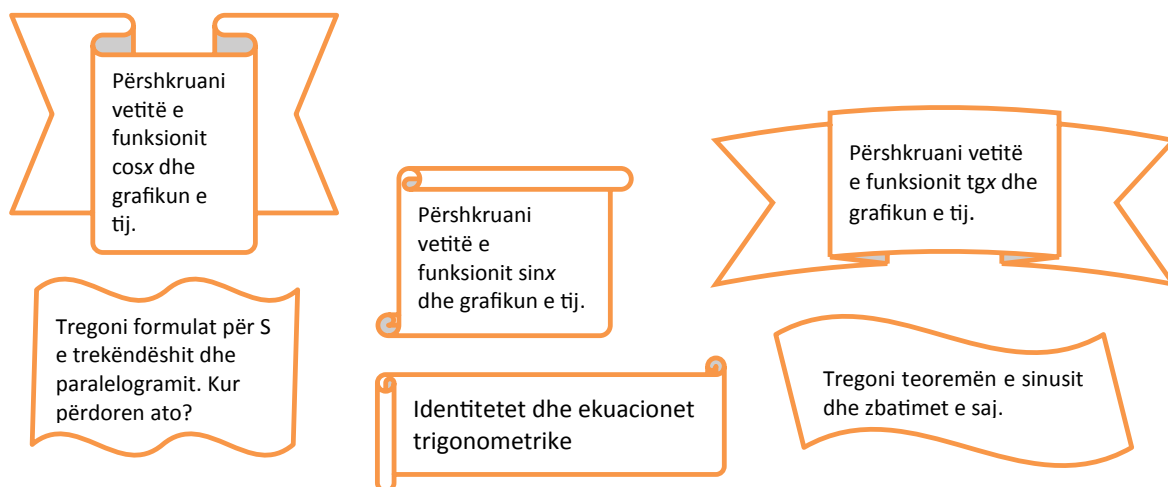 Përshkruani
vetitë e
funksionit
cosx dhe
grafikun e
tij.
Përshkruani
vetitë e
funksionit sinx
dhe grafikun e tij.
Përshkruani vetitë
e funksionit tgx dhe
grafikun e tij.
Tregoni formulat për S
e trekëndëshit dhe
paralelogramit. Kur
përdoren ato?
Identitetet dhe ekuacionet
trigonometrike
Tregoni teoremën e sinusit
dhe zbatimet e saj.